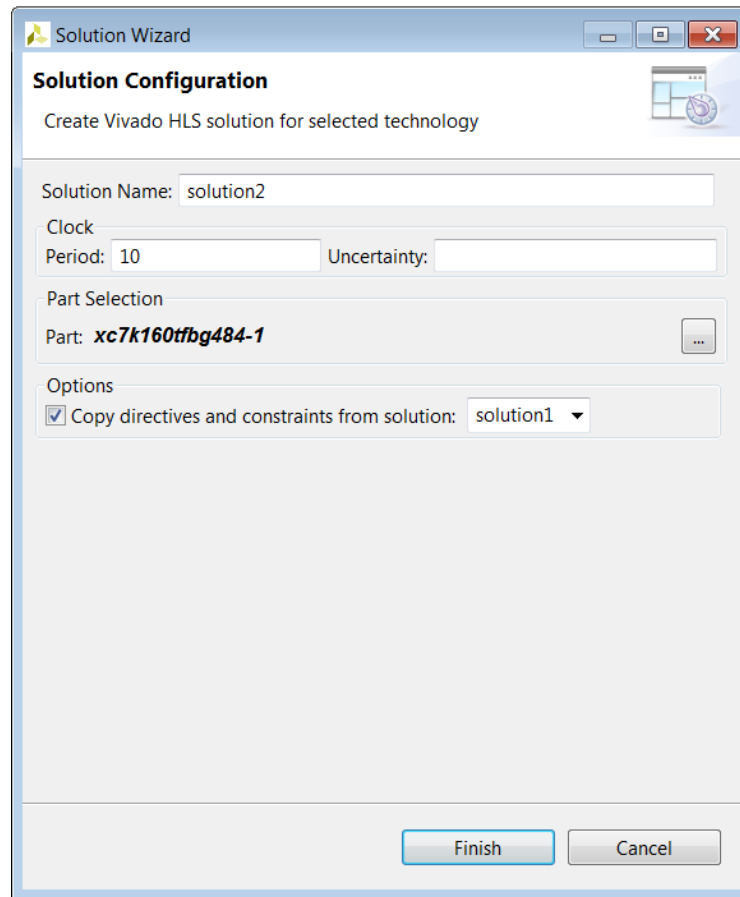 Solution Wizard
Solution Configuration
Create Vivado HLS solution for selected technology
Solution Name: solution2
Clock
Period: 10 Uncertainty:
Part Selection
Part: xc7k160tfbg484-1 ...
Options
Copy directives and constraints from solution: solution1
Finish Cancel